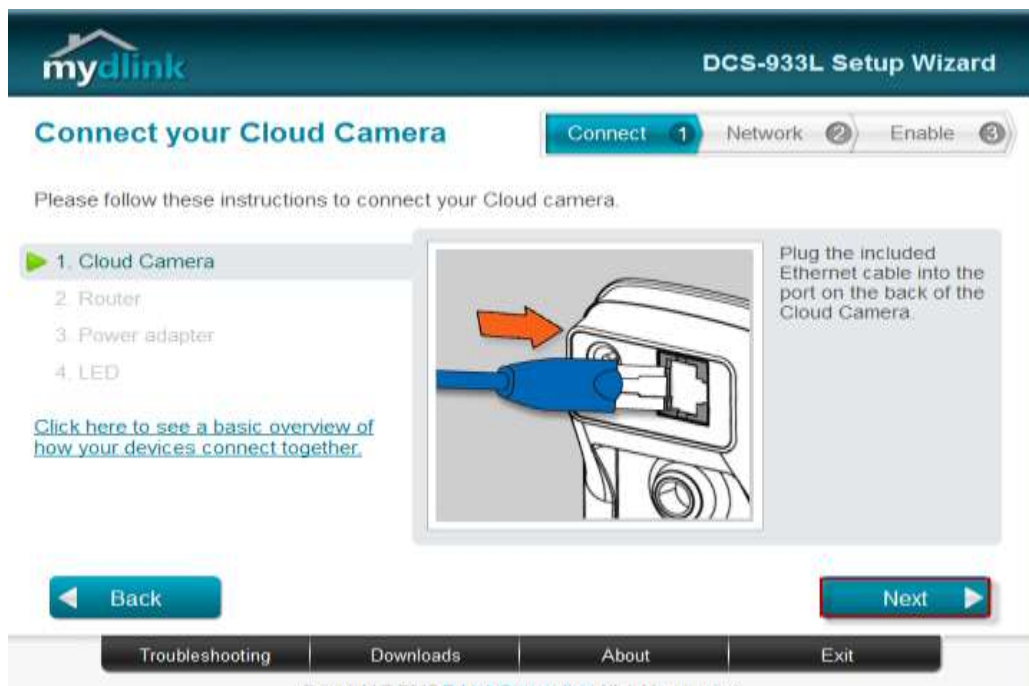 mydlink
DCS-933L Setup Wizard
Connect your Cloud Camera
Connect 1 Network 2 Enable 3
Please follow these instructions to connect your Cloud camera.
1. Cloud Camera
2. Router
3. Power adapter
4. LED
Click here to see a basic overview of
how your devices connect together.
Plug the included
Ethernet cable into the
port on the back of the
Cloud Camera.
Back
Next
Troubleshooting Downloads About Exit